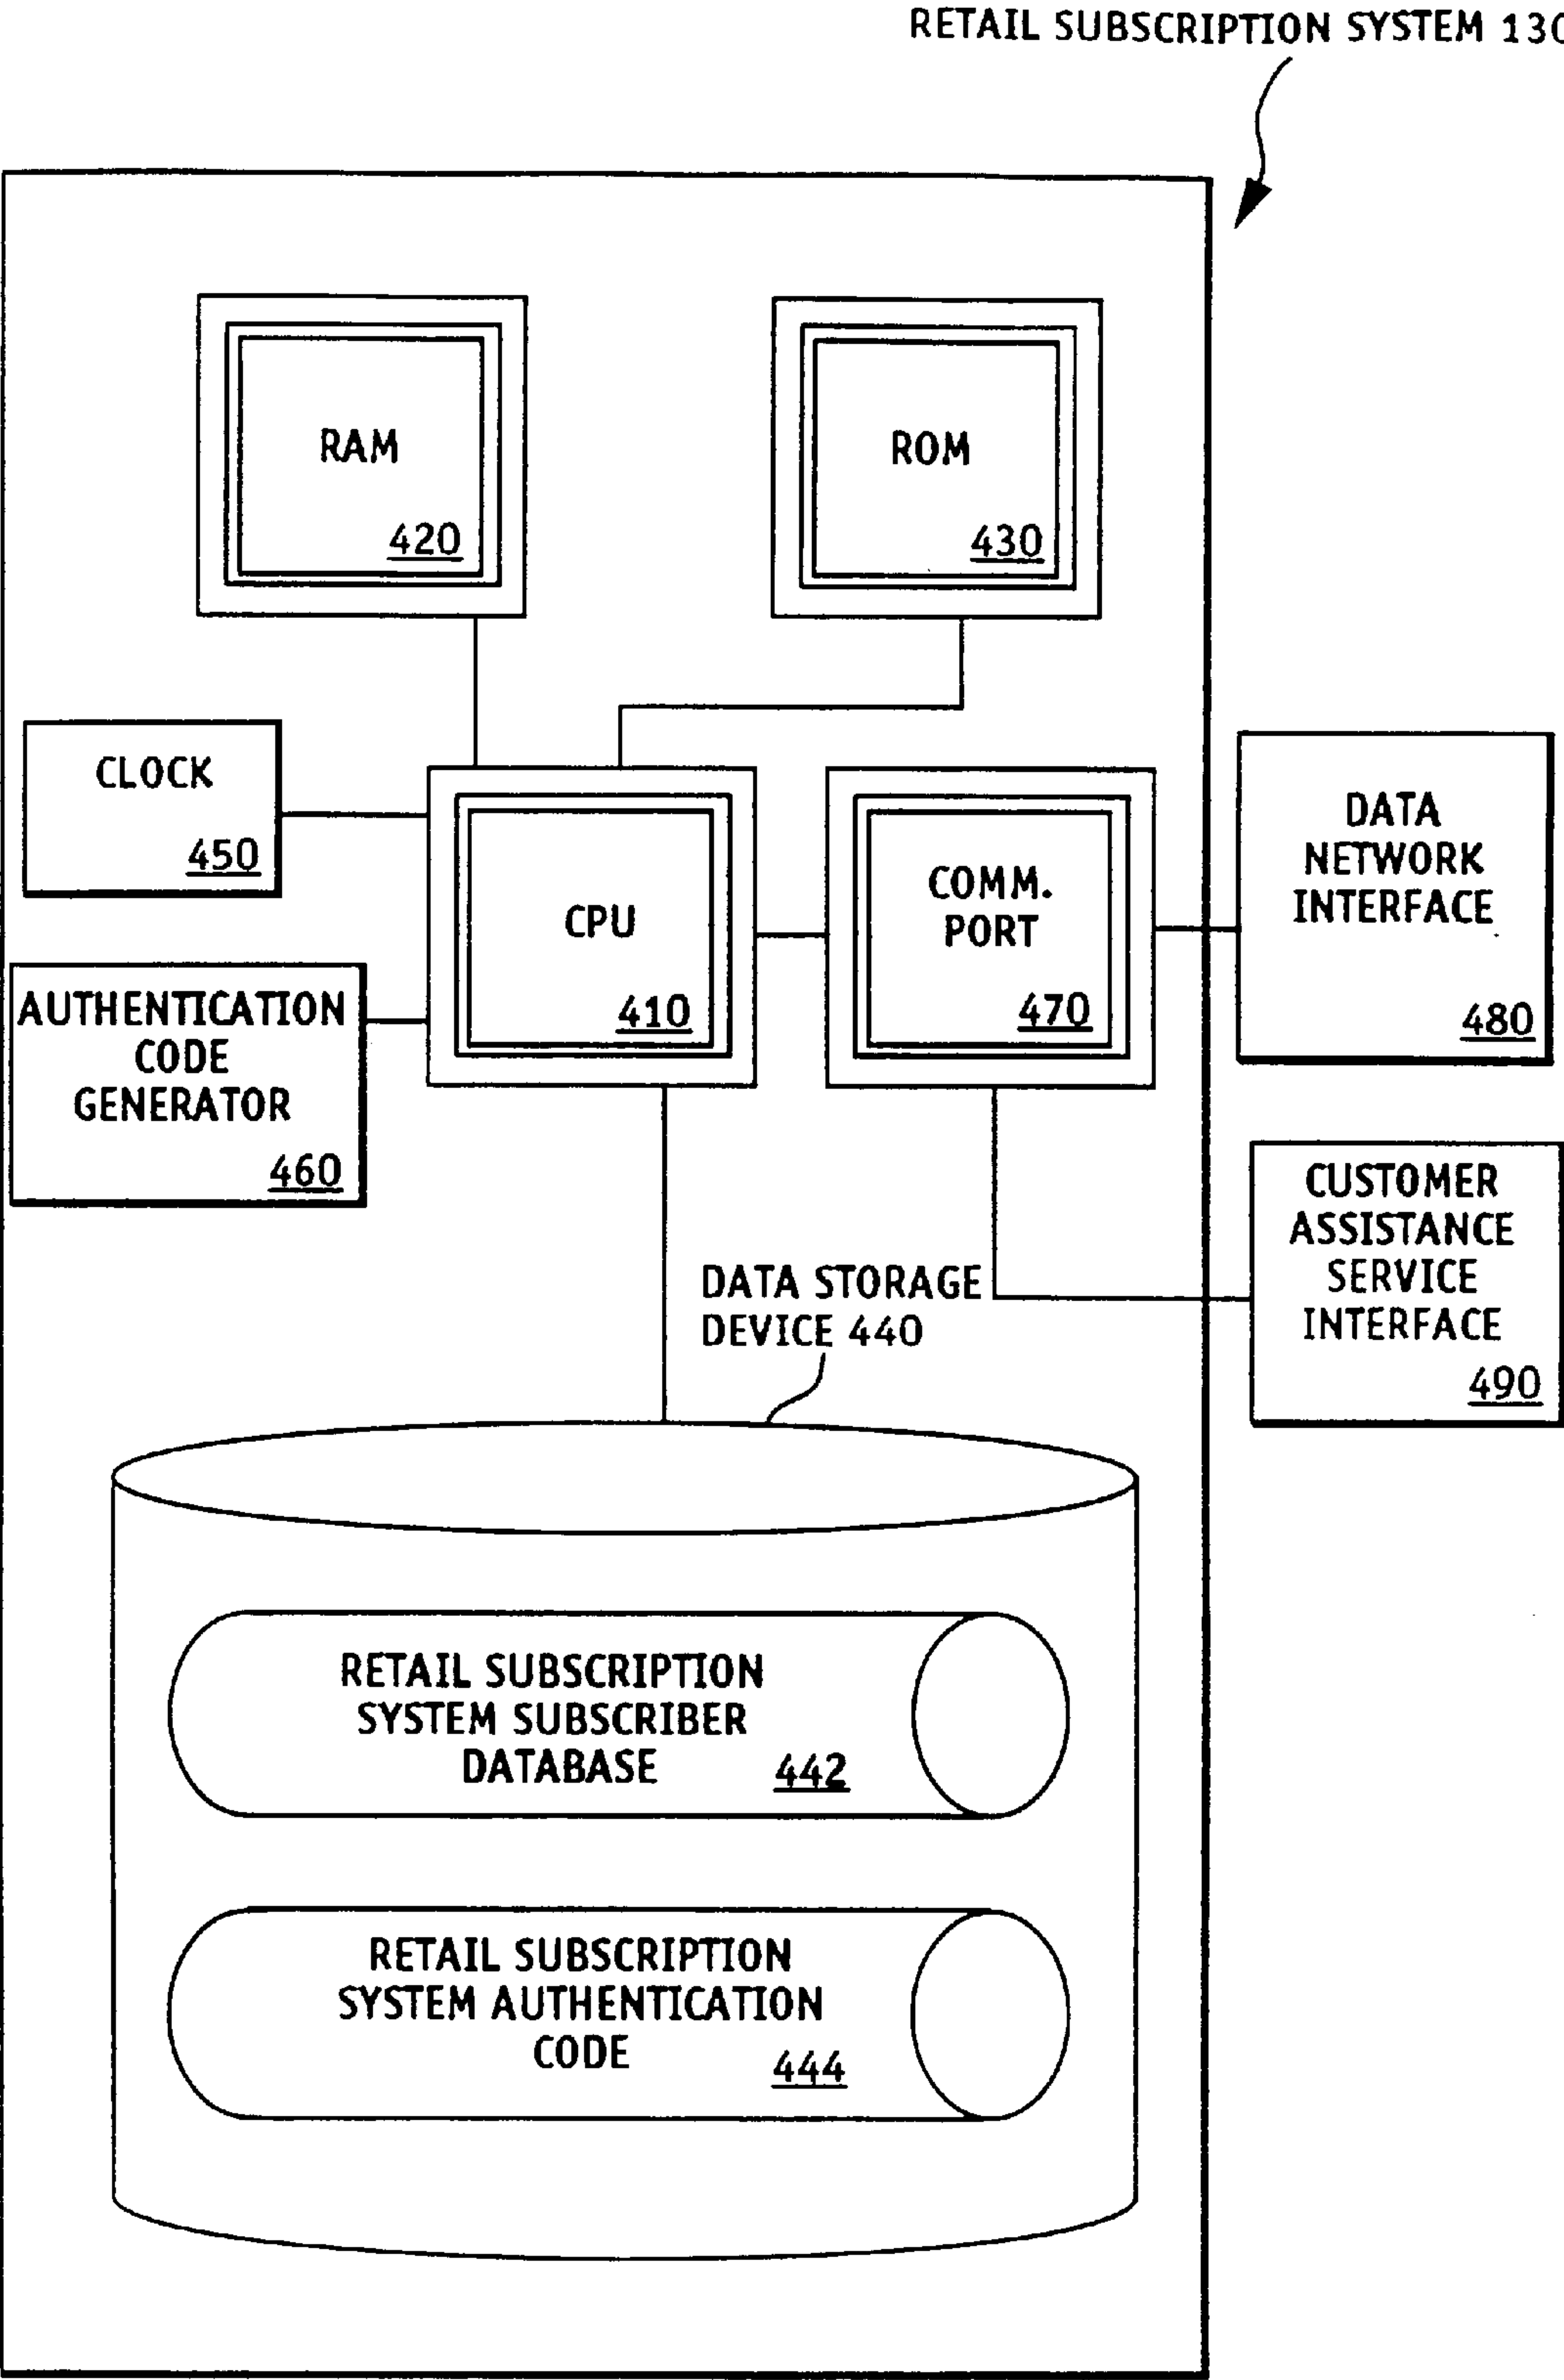 RETAIL SUBSCRIPTION SYSTEM 130
RAM
420
ROM
430
CLOCK
450
CPU
410
COMM.
PORT
470
DATA
NETWORK
INTERFACE
480
AUTHENTICATION
CODE
GENERATOR
460
CUSTOMER
ASSISTANCE
SERVICE
INTERFACE
490
DATA STORAGE
DEVICE 440
RETAIL SUBSCRIPTION
SYSTEM SUBSCRIBER
DATABASE 442
RETAIL SUBSCRIPTION
SYSTEM AUTHENTICATION
CODE 444